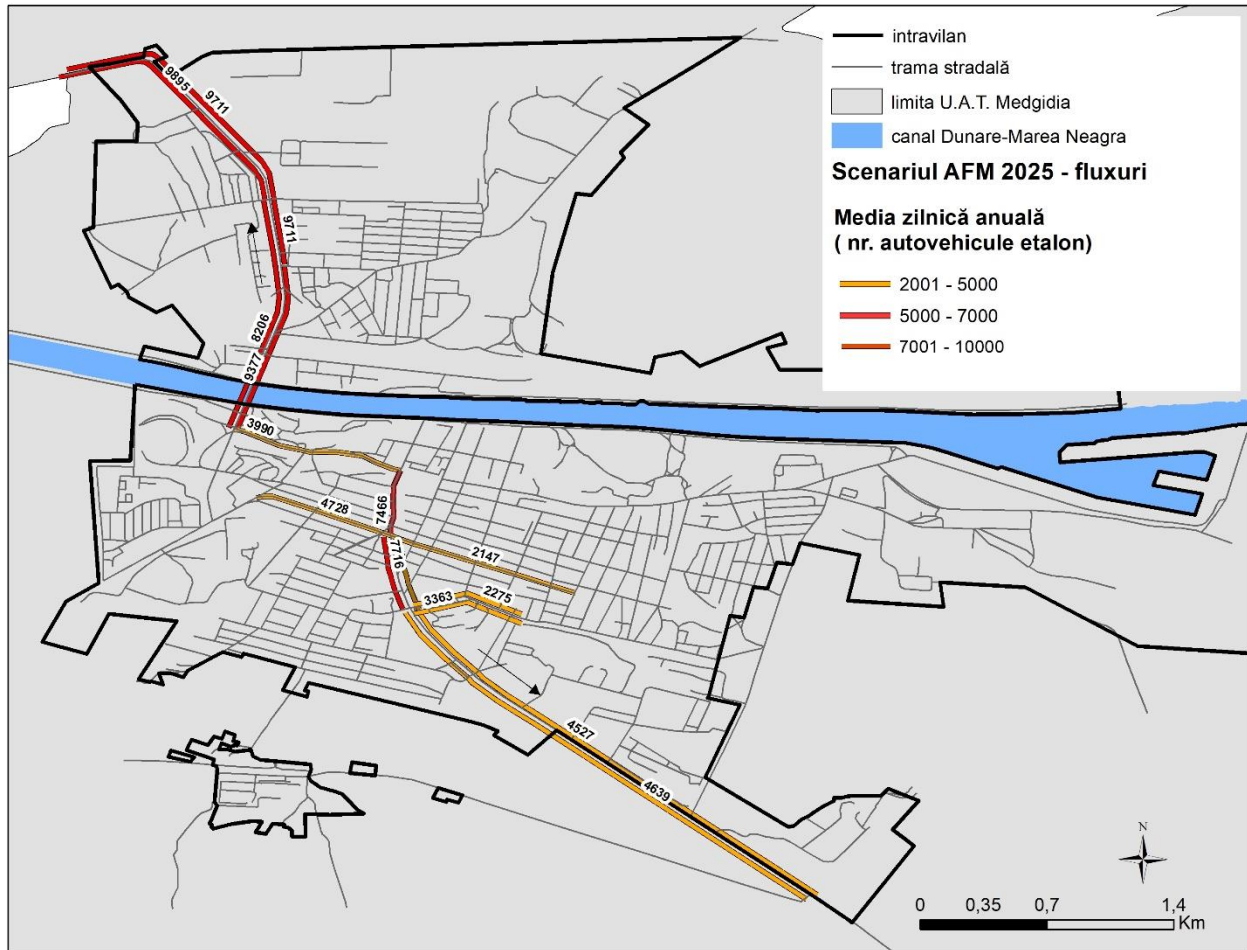 intravilan
trama stradală
limita U.A.T. Medgidia
canal Dunare-Marea Neagra
Scenariul AFM 2025 - fluxuri
Media zilnică anuală
( nr. autovehicule etalon)
2001 - 5000
5000 - 7000
7001 - 10000
9895
9711
9711
8206
9377
3990
4728
7466
7716
2147
3363
2275
4527
4639
N
0 0,35 0,7 1,4
Km